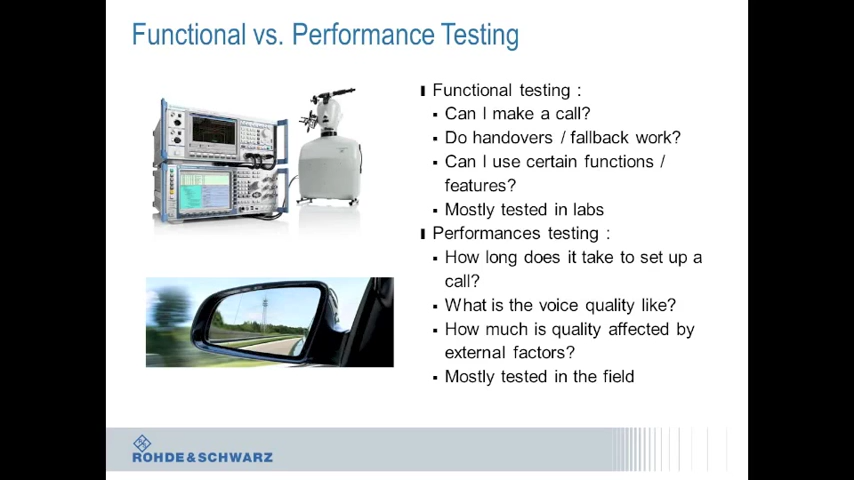 Functional vs. Performance Testing
Functional testing :
Can I make a call?
Do handovers / fallback work?
Can I use certain functions /
features?
Mostly tested in labs
Performances testing :
How long does it take to set up a
call?
What is the voice quality like?
How much is quality affected by
external factors?
Mostly tested in the field
ROHDE & SCHWARZ